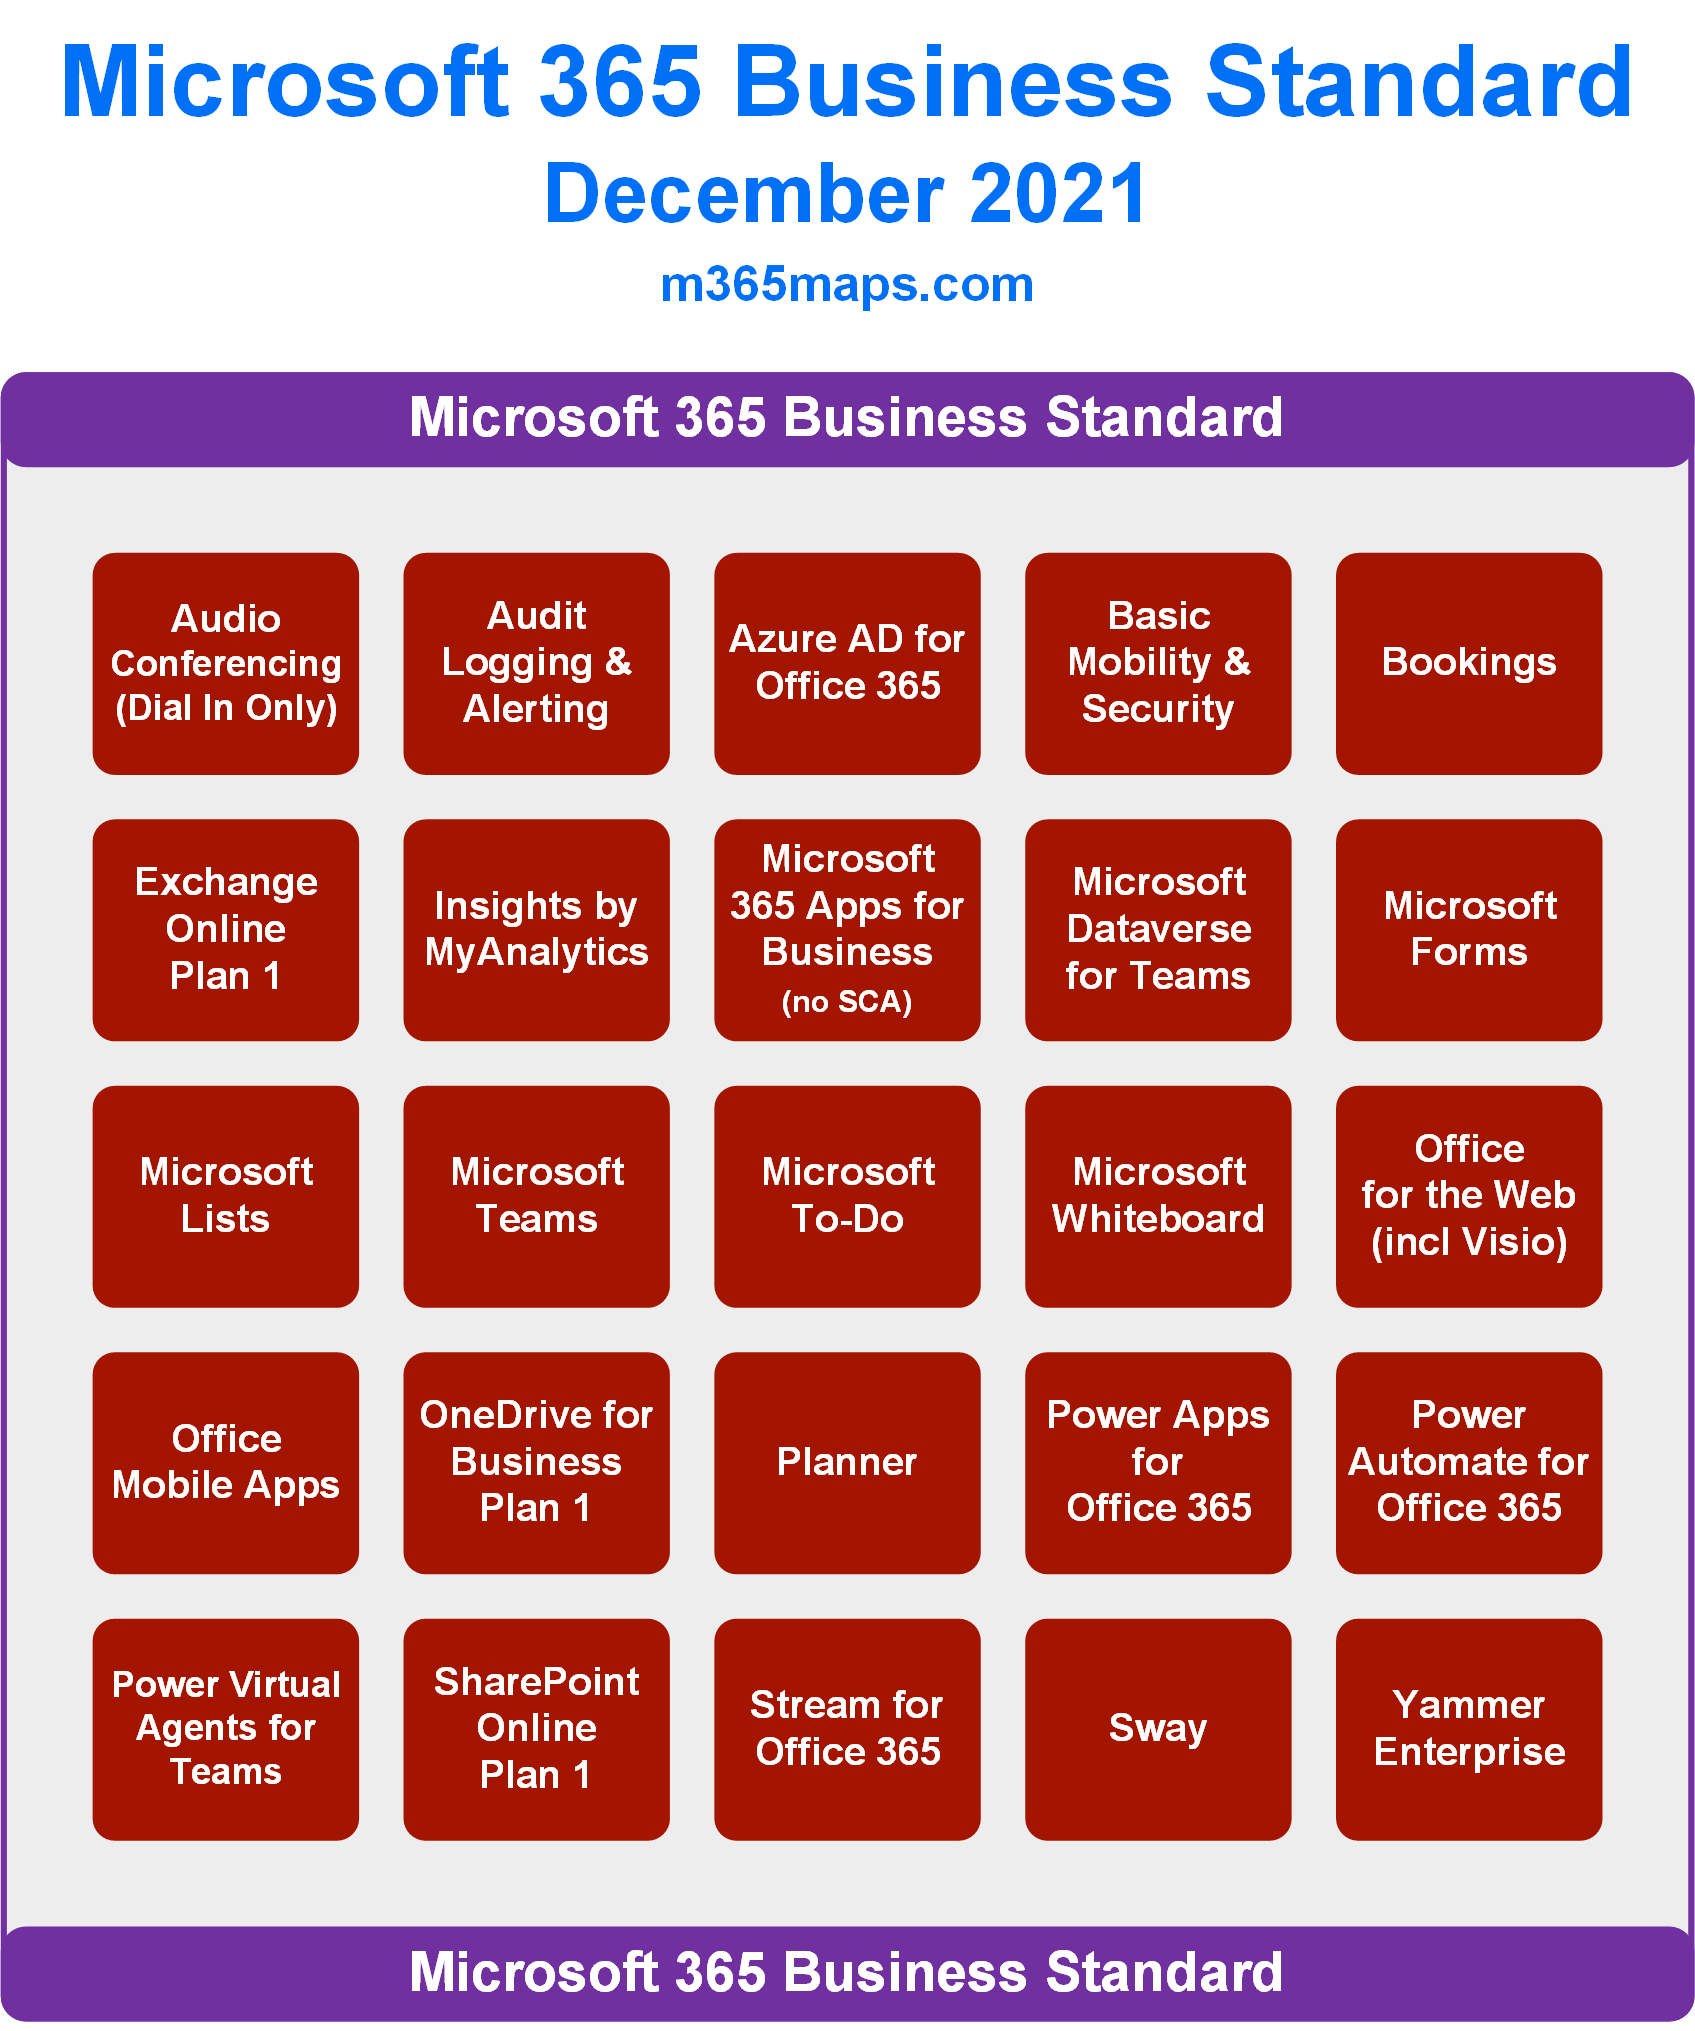 Microsoft 365 Business Standard
December 2021
m365maps.com
Microsoft 365 Business Standard
Audio
Conferencing
(Dial In Only)
Audit
Logging &
Alerting
Azure AD for
Office 365
Basic
Mobility &
Security
Bookings
Exchange
Online
Plan 1
Insights by
MyAnalytics
Microsoft
365 Apps for
Business
(no SCA)
Microsoft
Dataverse
for Teams
Microsoft
Forms
Microsoft
Lists
Microsoft
Teams
Microsoft
To-Do
Microsoft
Whiteboard
Office
for the Web
(incl Visio)
Office
Mobile Apps
OneDrive for
Business
Plan 1
Planner
Power Apps
for
Office 365
Power
Automate for
Office 365
Power Virtual
Agents for
Teams
SharePoint
Online
Plan 1
Stream for
Office 365
Sway
Yammer
Enterprise
Microsoft 365 Business Standard